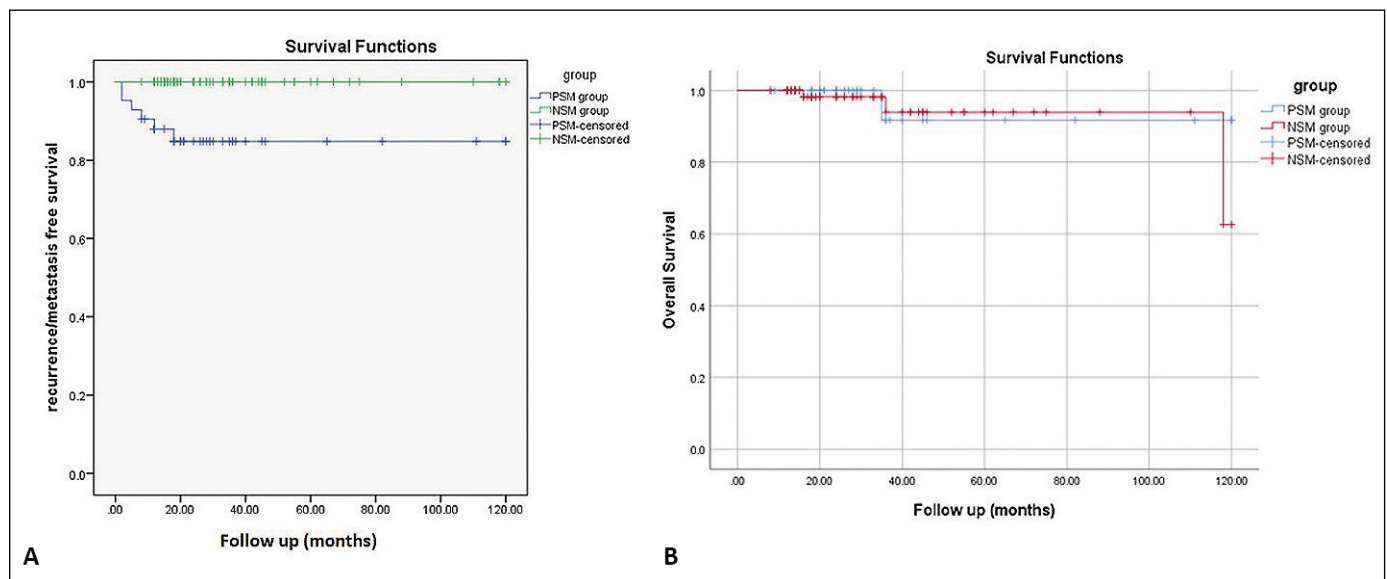 Survival Functions
group
PSM group
NSM group
PSM-censored
NSM-censored
recurrence/metastasis free survival
1.0
0.8
0.6
0.4
0.2
0.0
.00 20.00 40.00 60.00 80.00 100.00 120.00
Follow up (months)
A
Survival Functions
group
PSM group
NSM group
PSM-censored
NSM-censored
Overall Survival
1.0
0.8
0.6
0.4
0.2
0.0
.00 20.00 40.00 60.00 80.00 100.00 120.00
Follow up (months)
B